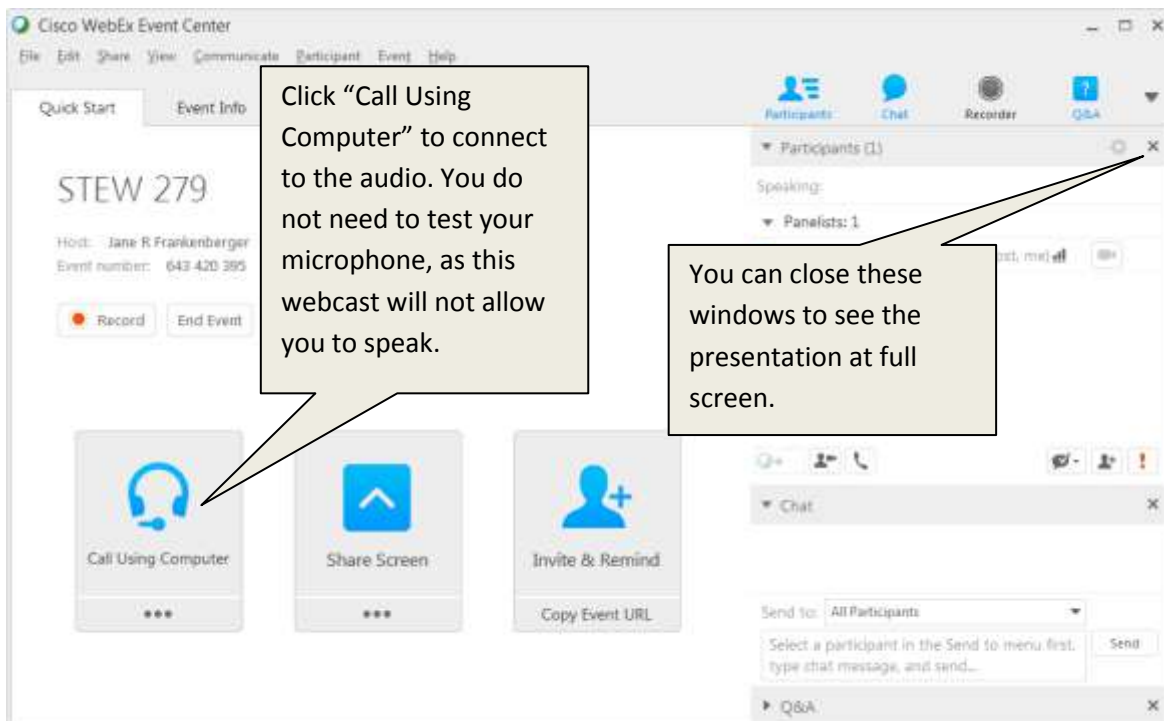 Cisco WebEx Event Center
File Edit Share View Communicate Participant Event Help
Quick Start Event Info
Participants Chat Recorder Q&A
Click “Call Using
Computer” to connect
to the audio. You do
not need to test your
microphone, as this
webcast will not allow
you to speak.
Participants (1)
Speaking:
Panelists: 1
host, me)
You can close these
windows to see the
presentation at full
screen.
STEW 279
Host: Jane R Frankenberger
Event number: 643 420 395
Record End Event
Call Using Computer
Share Screen
Invite & Remind
Copy Event URL
Chat
Send to: All Participants
Select a participant in the Send to menu first,
type chat message, and send...
Send
Q&A